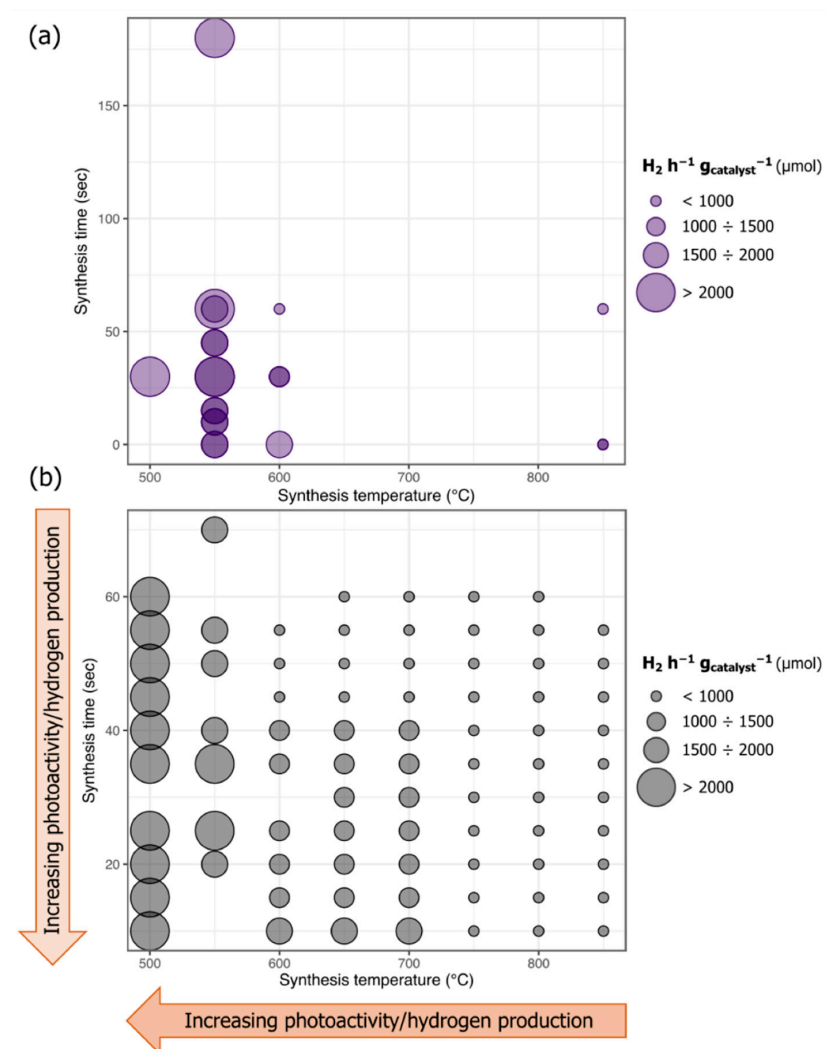 (a)
Synthesis time (sec)
150
100
50
0
500
600
700
800
Synthesis temperature (°C)
H₂ h⁻¹ gcatalyst⁻¹ (µmol)
< 1000
1000 ÷ 1500
1500 ÷ 2000
> 2000
(b)
Increasing photoactivity/hydrogen production
Synthesis time (sec)
60
40
20
500
600
700
800
Synthesis temperature (°C)
H₂ h⁻¹ gcatalyst⁻¹ (µmol)
< 1000
1000 ÷ 1500
1500 ÷ 2000
> 2000
Increasing photoactivity/hydrogen production